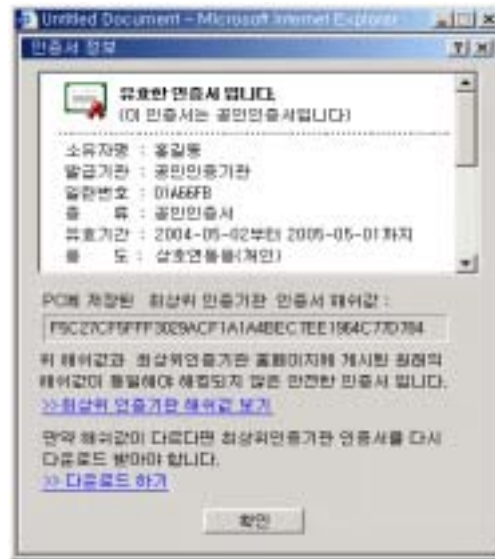 Untitled Document - Microsoft Internet Explorer
인증서 정보
유효한 인증서 입니다.
(이 인증서는 공인인증서입니다)
소유자명 : 홍길동
발급기관 : 공인인증기관
일련번호 : 01A66FB
종 류 : 공인인증서
유효기간 : 2004-05-02부터 2005-05-01까지
용 도 : 상호연동용(개인)
PC에 저장된 최상위 인증기관 인증서 해쉬값 :
F5C27CF5FFF3029ACF1A1A4BEC7EE1964C77D784
위 해쉬값과 최상위인증기관 홈페이지에 게시된 원래의
해쉬값이 동일해야 해킹되지 않은 안전한 인증서 입니다.
>>최상위 인증기관 해쉬값 보기
만약 해쉬값이 다르다면 최상위인증기관 인증서를 다시
다운로드 받아야 합니다.
>> 다운로드 하기
확인